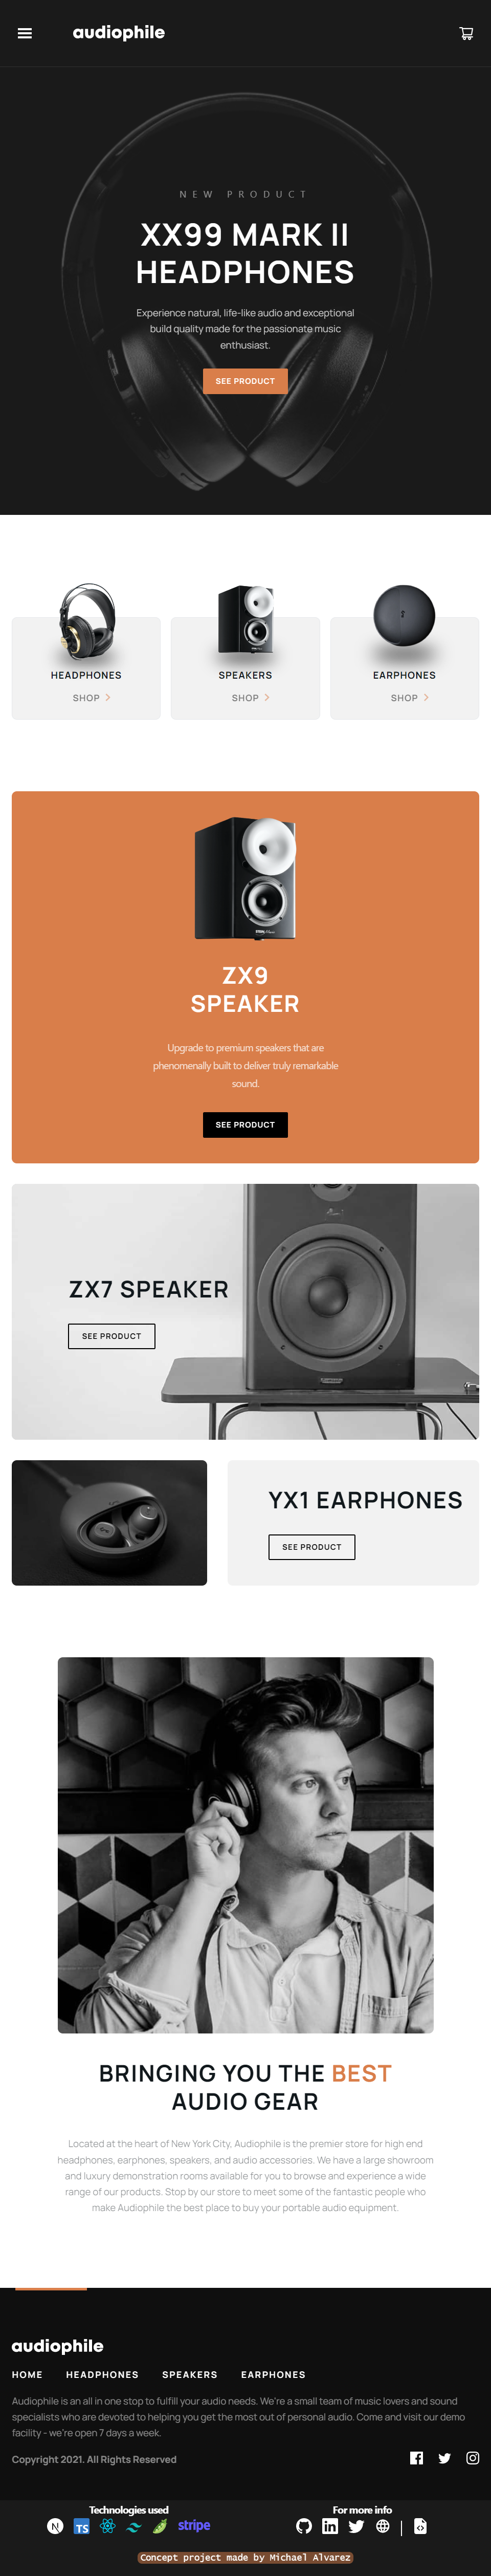 audiophile
NEW PRODUCT
XX99 MARK II
HEADPHONES
Experience natural, life-like audio and exceptional
build quality made for the passionate music
enthusiast.
SEE PRODUCT
HEADPHONES
SHOP
SPEAKERS
SHOP
EARPHONES
SHOP
ZX9
SPEAKER
Upgrade to premium speakers that are
phenomenally built to deliver truly remarkable
sound.
SEE PRODUCT
ZX7 SPEAKER
SEE PRODUCT
YX1 EARPHONES
SEE PRODUCT
BRINGING YOU THE BEST
AUDIO GEAR
Located at the heart of New York City, Audiophile is the premier store for high end
headphones, earphones, speakers, and audio accessories. We have a large showroom
and luxury demonstration rooms available for you to browse and experience a wide
range of our products. Stop by our store to meet some of the fantastic people who
make Audiophile the best place to buy your portable audio equipment.
audiophile
HOME HEADPHONES SPEAKERS EARPHONES
Audiophile is an all in one stop to fulfill your audio needs. We're a small team of music lovers and sound
specialists who are devoted to helping you get the most out of personal audio. Come and visit our demo
facility - we're open 7 days a week.
Copyright 2021. All Rights Reserved
Technologies used
N TS stripe
For more info
in
Concept project made by Michael Alvarez